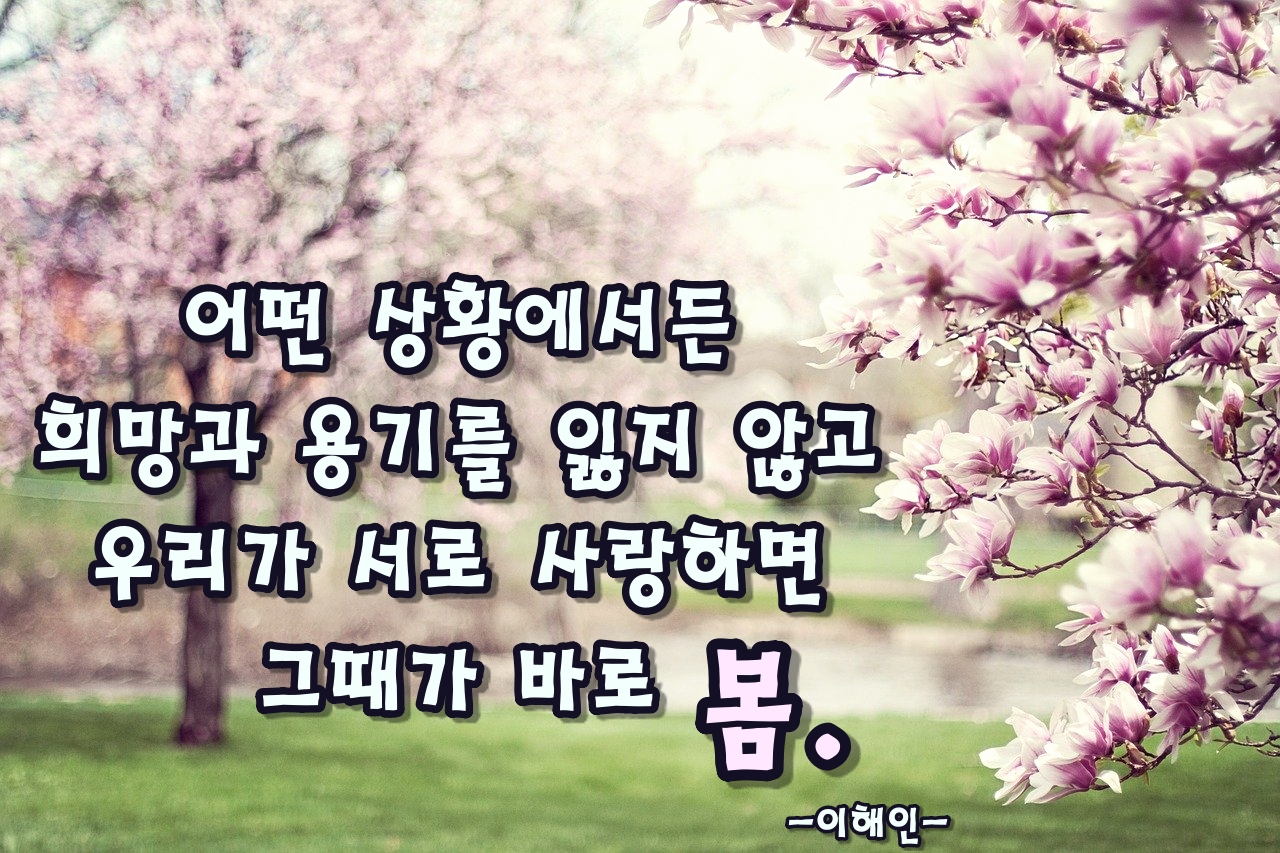 어떤 상황에서든
희망과 용기를 잃지 않고
우리가 서로 사랑하면
그때가 바로 봄.
-이해인-